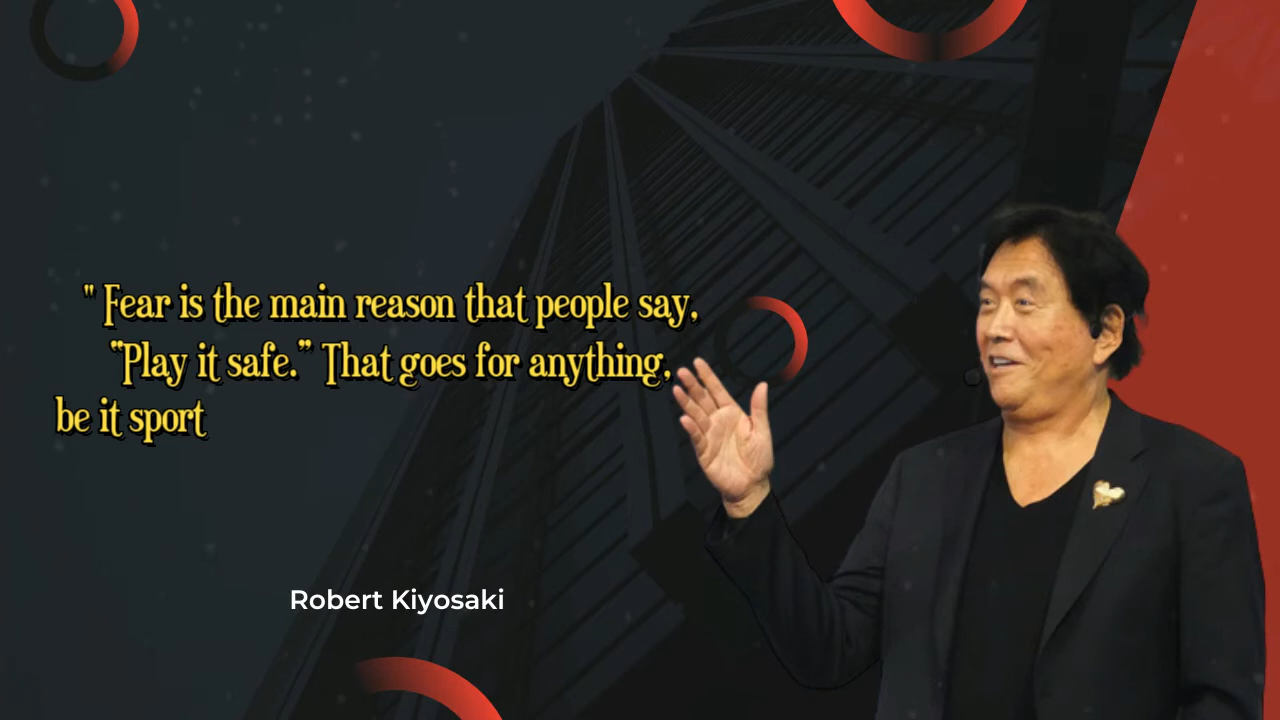 " Fear is the main reason that people say,
“Play it safe.” That goes for anything,
be it sport
Robert Kiyosaki